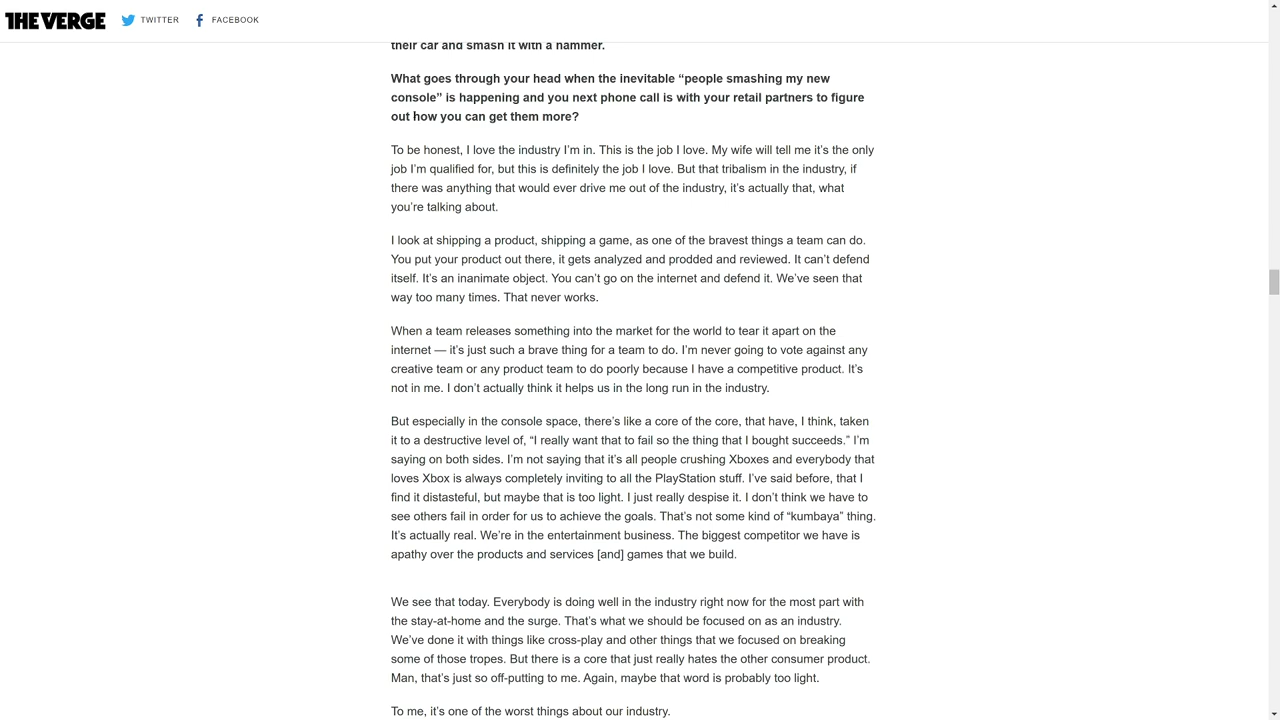 THE VERGE TWITTER FACEBOOK
their car and smash it with a hammer.
What goes through your head when the inevitable “people smashing my new
console” is happening and you next phone call is with your retail partners to figure
out how you can get them more?
To be honest, I love the industry I’m in. This is the job I love. My wife will tell me it’s the only
job I’m qualified for, but this is definitely the job I love. But that tribalism in the industry, if
there was anything that would ever drive me out of the industry, it’s actually that, what
you’re talking about.
I look at shipping a product, shipping a game, as one of the bravest things a team can do.
You put your product out there, it gets analyzed and prodded and reviewed. It can’t defend
itself. It’s an inanimate object. You can’t go on the internet and defend it. We’ve seen that
way too many times. That never works.
When a team releases something into the market for the world to tear it apart on the
internet — it’s just such a brave thing for a team to do. I’m never going to vote against any
creative team or any product team to do poorly because I have a competitive product. It’s
not in me. I don’t actually think it helps us in the long run in the industry.
But especially in the console space, there’s like a core of the core, that have, I think, taken
it to a destructive level of, “I really want that to fail so the thing that I bought succeeds.” I’m
saying on both sides. I’m not saying that it’s all people crushing Xboxes and everybody that
loves Xbox is always completely inviting to all the PlayStation stuff. I’ve said before, that I
find it distasteful, but maybe that is too light. I just really despise it. I don’t think we have to
see others fail in order for us to achieve the goals. That’s not some kind of “kumbaya” thing.
It’s actually real. We’re in the entertainment business. The biggest competitor we have is
apathy over the products and services [and] games that we build.
We see that today. Everybody is doing well in the industry right now for the most part with
the stay-at-home and the surge. That’s what we should be focused on as an industry.
We’ve done it with things like cross-play and other things that we focused on breaking
some of those tropes. But there is a core that just really hates the other consumer product.
Man, that’s just so off-putting to me. Again, maybe that word is probably too light.
To me, it’s one of the worst things about our industry.